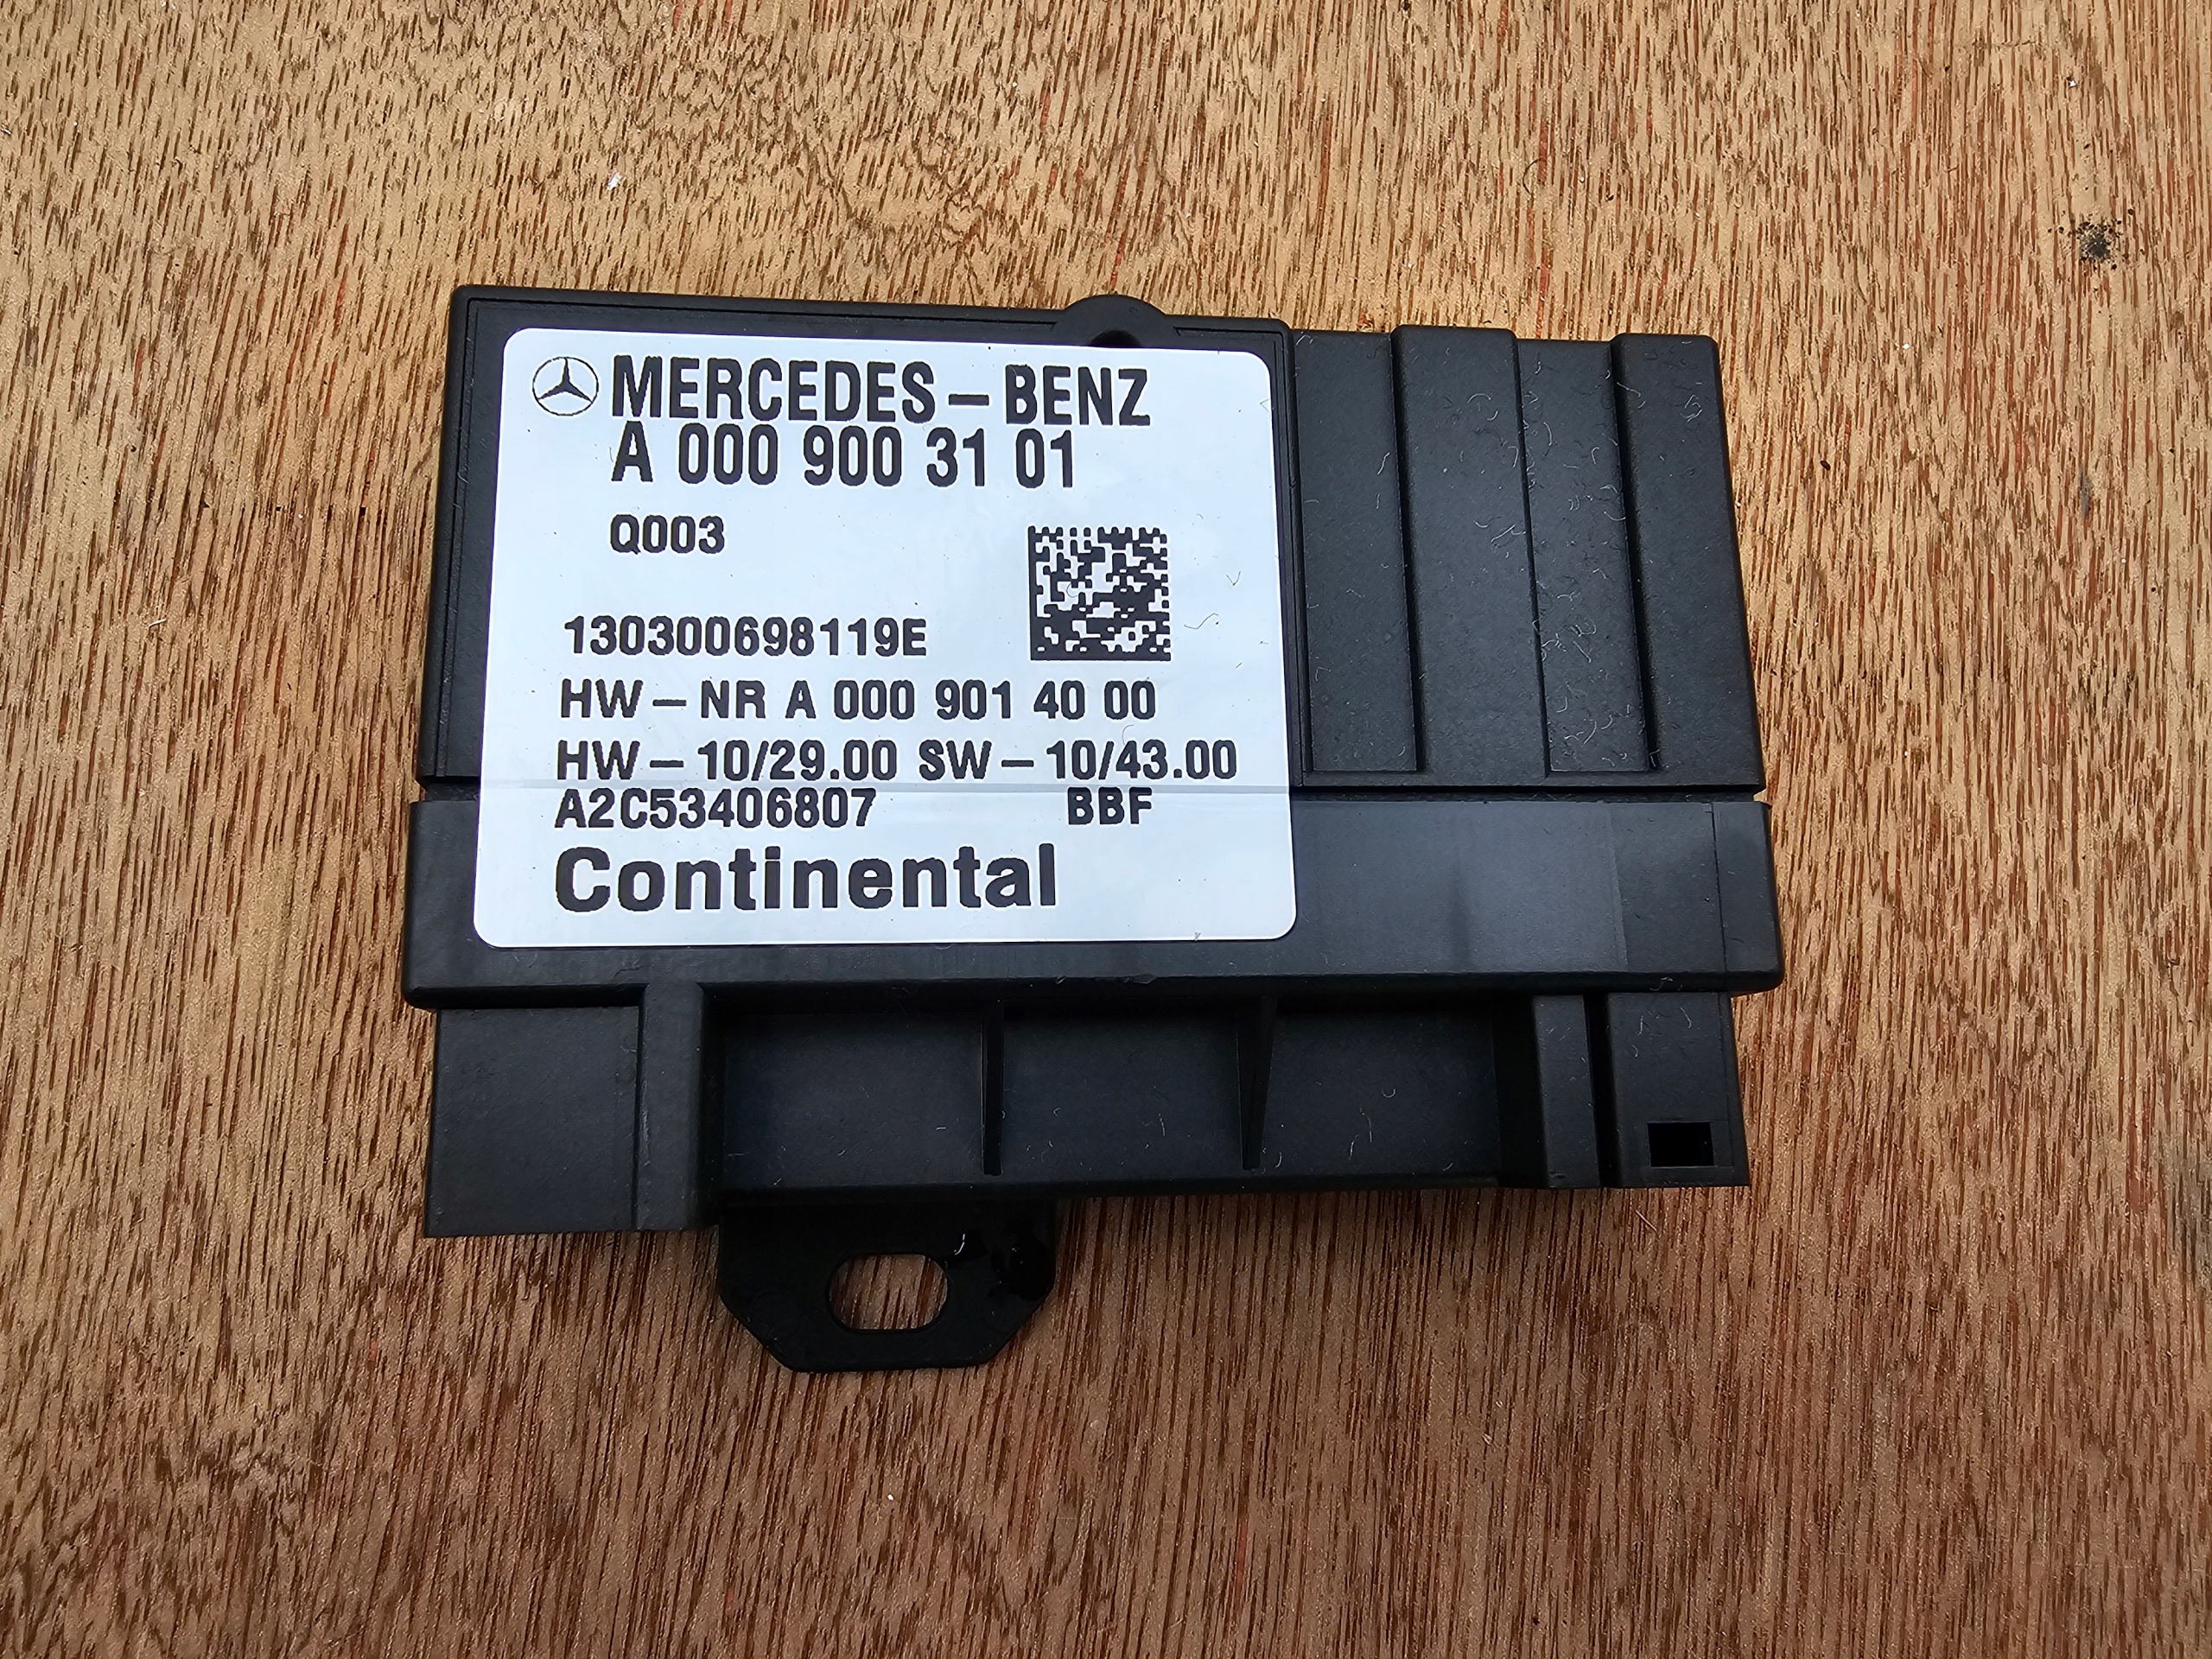 MERCEDES-BENZ
A 000 900 31 01
Q003
130300698119E
HW-NR A 000 901 40 00
HW-10/29.00 SW-10/43.00
A2C53406807 BBF
Continental